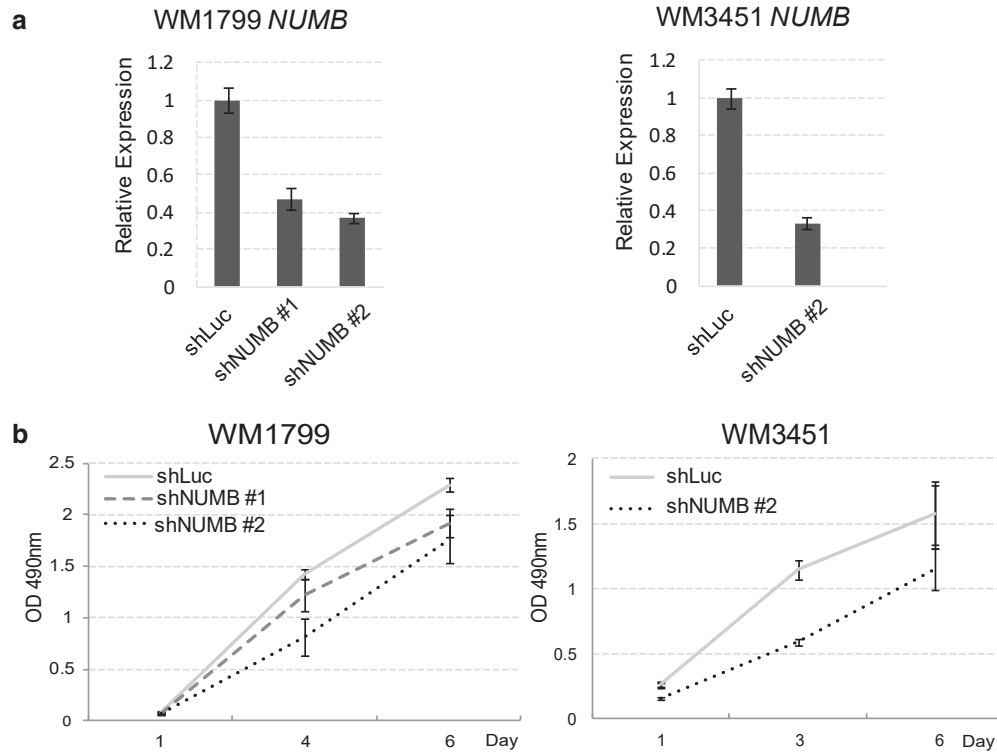 a
WM1799 NUMB
Relative Expression
1.2
1
0.8
0.6
0.4
0.2
0
shLuc
shNUMB #1
shNUMB #2
WM3451 NUMB
Relative Expression
1.2
1
0.8
0.6
0.4
0.2
0
shLuc
shNUMB #2
b
WM1799
OD 490nm
2.5
2
1.5
1
0.5
0
shLuc
shNUMB #1
shNUMB #2
1 4 6 Day
WM3451
OD 490nm
2
1.5
1
0.5
0
shLuc
shNUMB #2
1 3 6 Day